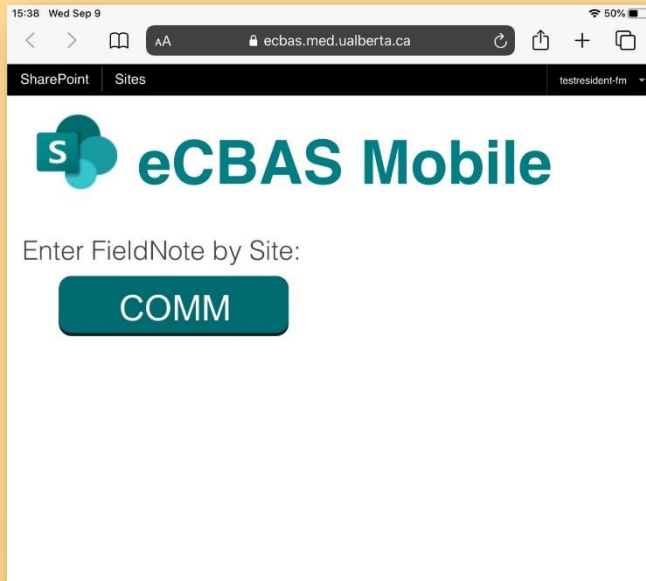 15:38 Wed Sep 9 50%
AA ecbas.med.ualberta.ca
SharePoint Sites testresident-fm
S eCBAS Mobile
Enter FieldNote by Site:
COMM